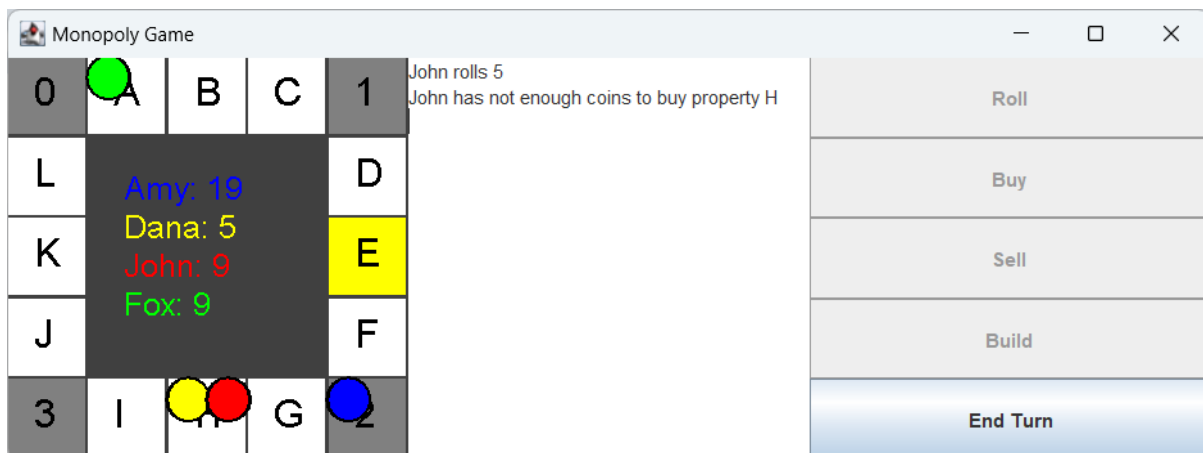 Monopoly Game
0 A B C 1
John rolls 5
John has not enough coins to buy property H
Roll
L D
Buy
Amy: 19
Dana: 5
K E
John: 9
Sell
Fox: 9
J F
Build
3 I H G 2
End Turn